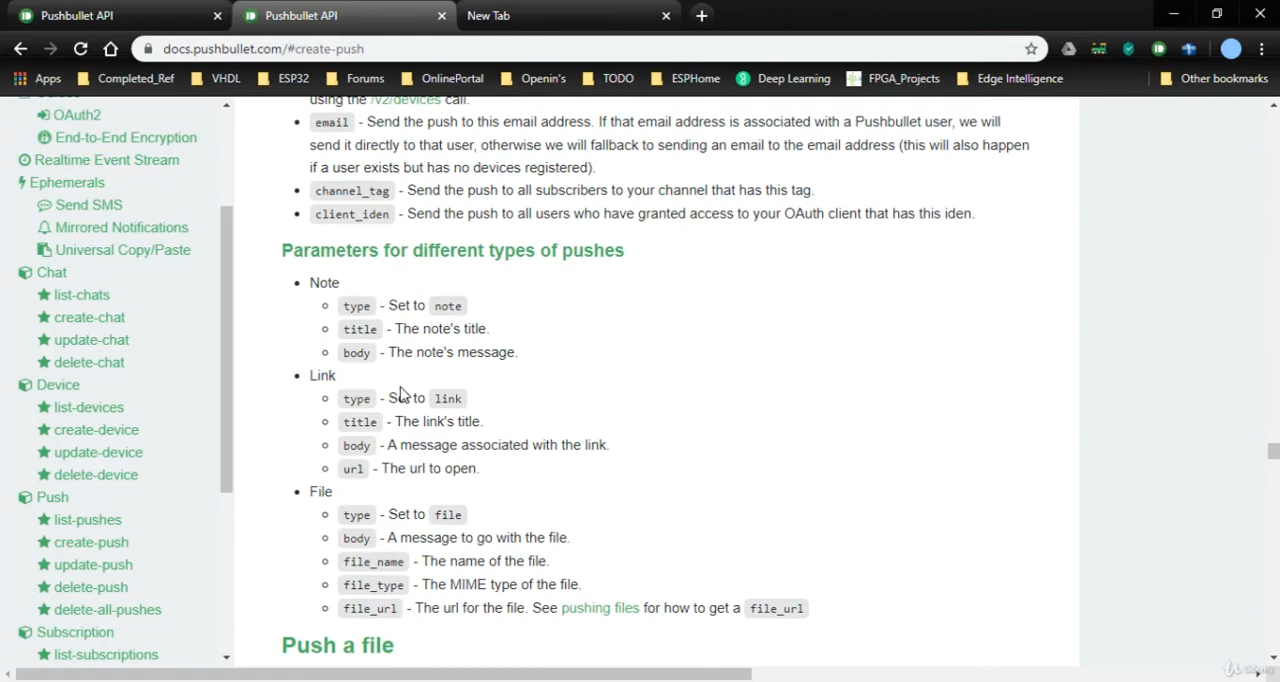 Pushbullet API
Pushbullet API
New Tab
docs.pushbullet.com/#create-push
Apps Completed_Ref VHDL ESP32 Forums OnlinePortal Openin's TODO ESPHome Deep Learning FPGA_Projects Edge Intelligence Other bookmarks
OAuth2
End-to-End Encryption
Realtime Event Stream
Ephemerals
Send SMS
Mirrored Notifications
Universal Copy/Paste
Chat
list-chats
create-chat
update-chat
delete-chat
Device
list-devices
create-device
update-device
delete-device
Push
list-pushes
create-push
update-push
delete-push
delete-all-pushes
Subscription
list-subscriptions
using the /v2/devices call.
email - Send the push to this email address. If that email address is associated with a Pushbullet user, we will
send it directly to that user, otherwise we will fallback to sending an email to the email address (this will also happen
if a user exists but has no devices registered).
channel_tag - Send the push to all subscribers to your channel that has this tag.
client_iden - Send the push to all users who have granted access to your OAuth client that has this iden.
Parameters for different types of pushes
Note
type - Set to note
title - The note's title.
body - The note's message.
Link
type - Set to link
title - The link's title.
body - A message associated with the link.
url - The url to open.
File
type - Set to file
body - A message to go with the file.
file_name - The name of the file.
file_type - The MIME type of the file.
file_url - The url for the file. See pushing files for how to get a file_url
Push a file